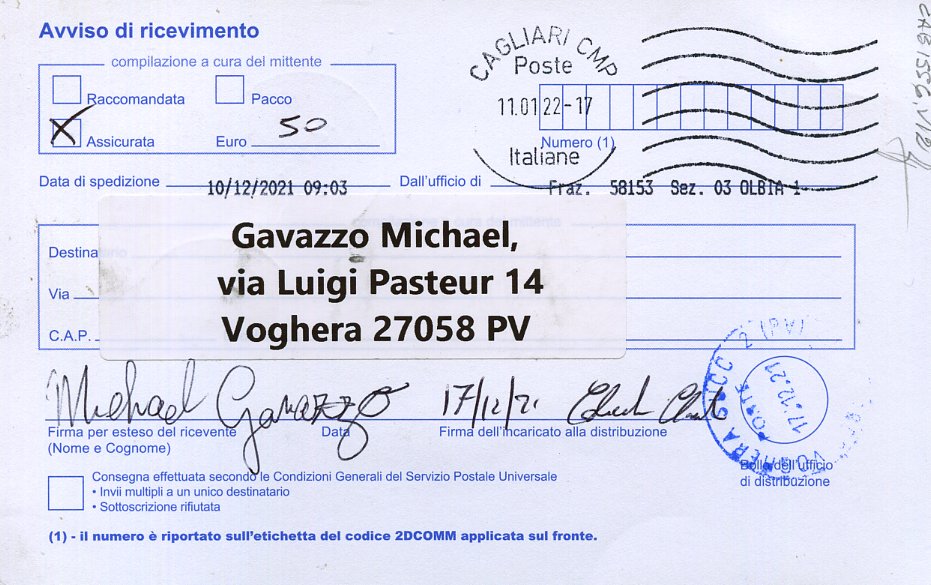 Avviso di ricevimento
compilazione a cura del mittente
Raccomandata
Pacco
Assicurata
Euro 50
CAGLIARI CMP
Poste
11.01 22-17
Italiane
Numero (1)
Data di spedizione 10/12/2021 09:03 Dall'ufficio di Fraz. 58153 Sez. 03 OLBIA 1
Destina
Via
C.A.P.
Gavazzo Michael,
via Luigi Pasteur 14
Voghera 27058 PV
Michael Gavazzo 17/12/21
Firma per esteso del ricevente
(Nome e Cognome)
Data
Firma dell'incaricato alla distribuzione
17.12.21
Bollo dell'ufficio
di distribuzione
Consegna effettuata secondo le Condizioni Generali del Servizio Postale Universale
• Invii multipli a un unico destinatario
• Sottoscrizione rifiutata
(1) - il numero è riportato sull'etichetta del codice 2DCOMM applicata sul fronte.